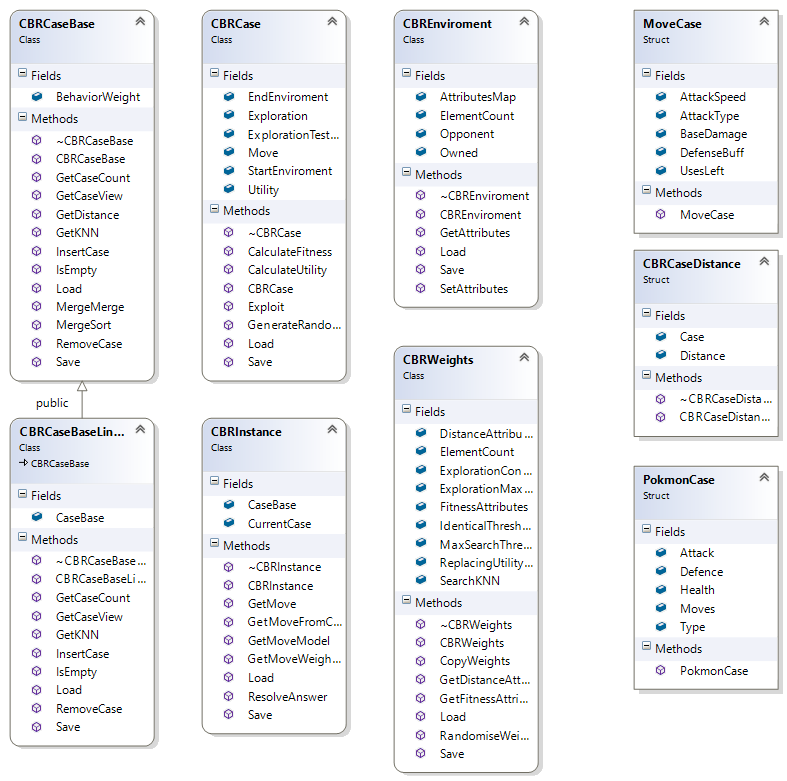 CBRCaseBase
Class
Fields
BehaviorWeight
Methods
~CBRCaseBase
CBRCaseBase
GetCaseCount
GetCaseView
GetDistance
GetKNN
InsertCase
IsEmpty
Load
MergeMerge
MergeSort
RemoveCase
Save
public
CBRCaseBaseLin...
Class
CBRCaseBase
Fields
CaseBase
Methods
~CBRCaseBase...
CBRCaseBaseLi...
GetCaseCount
GetCaseView
GetKNN
InsertCase
IsEmpty
Load
RemoveCase
Save
CBRCase
Class
Fields
EndEnviroment
Exploration
ExplorationTest...
Move
StartEnviroment
Utility
Methods
~CBRCase
CalculateFitness
CalculateUtility
CBRCase
Exploit
GenerateRando...
Load
Save
CBRInstance
Class
Fields
CaseBase
CurrentCase
Methods
~CBRInstance
CBRInstance
GetMove
GetMoveFromC...
GetMoveModel
GetMoveWeigh...
Load
ResolveAnswer
Save
CBREnviroment
Class
Fields
AttributesMap
ElementCount
Opponent
Owned
Methods
~CBREnviroment
CBREnviroment
GetAttributes
Load
Save
SetAttributes
CBRWeights
Class
Fields
DistanceAttribu...
ElementCount
ExplorationCon...
ExplorationMax...
FitnessAttributes
IdenticalThresh...
MaxSearchThre...
ReplacingUtility...
SearchKNN
Methods
~CBRWeights
CBRWeights
CopyWeights
GetDistanceAtt...
GetFitnessAttri...
Load
RandomiseWei...
Save
MoveCase
Struct
Fields
AttackSpeed
AttackType
BaseDamage
DefenseBuff
UsesLeft
Methods
MoveCase
CBRCaseDistance
Struct
Fields
Case
Distance
Methods
~CBRCaseDista...
CBRCaseDistan...
PokmonCase
Struct
Fields
Attack
Defence
Health
Moves
Type
Methods
PokmonCase